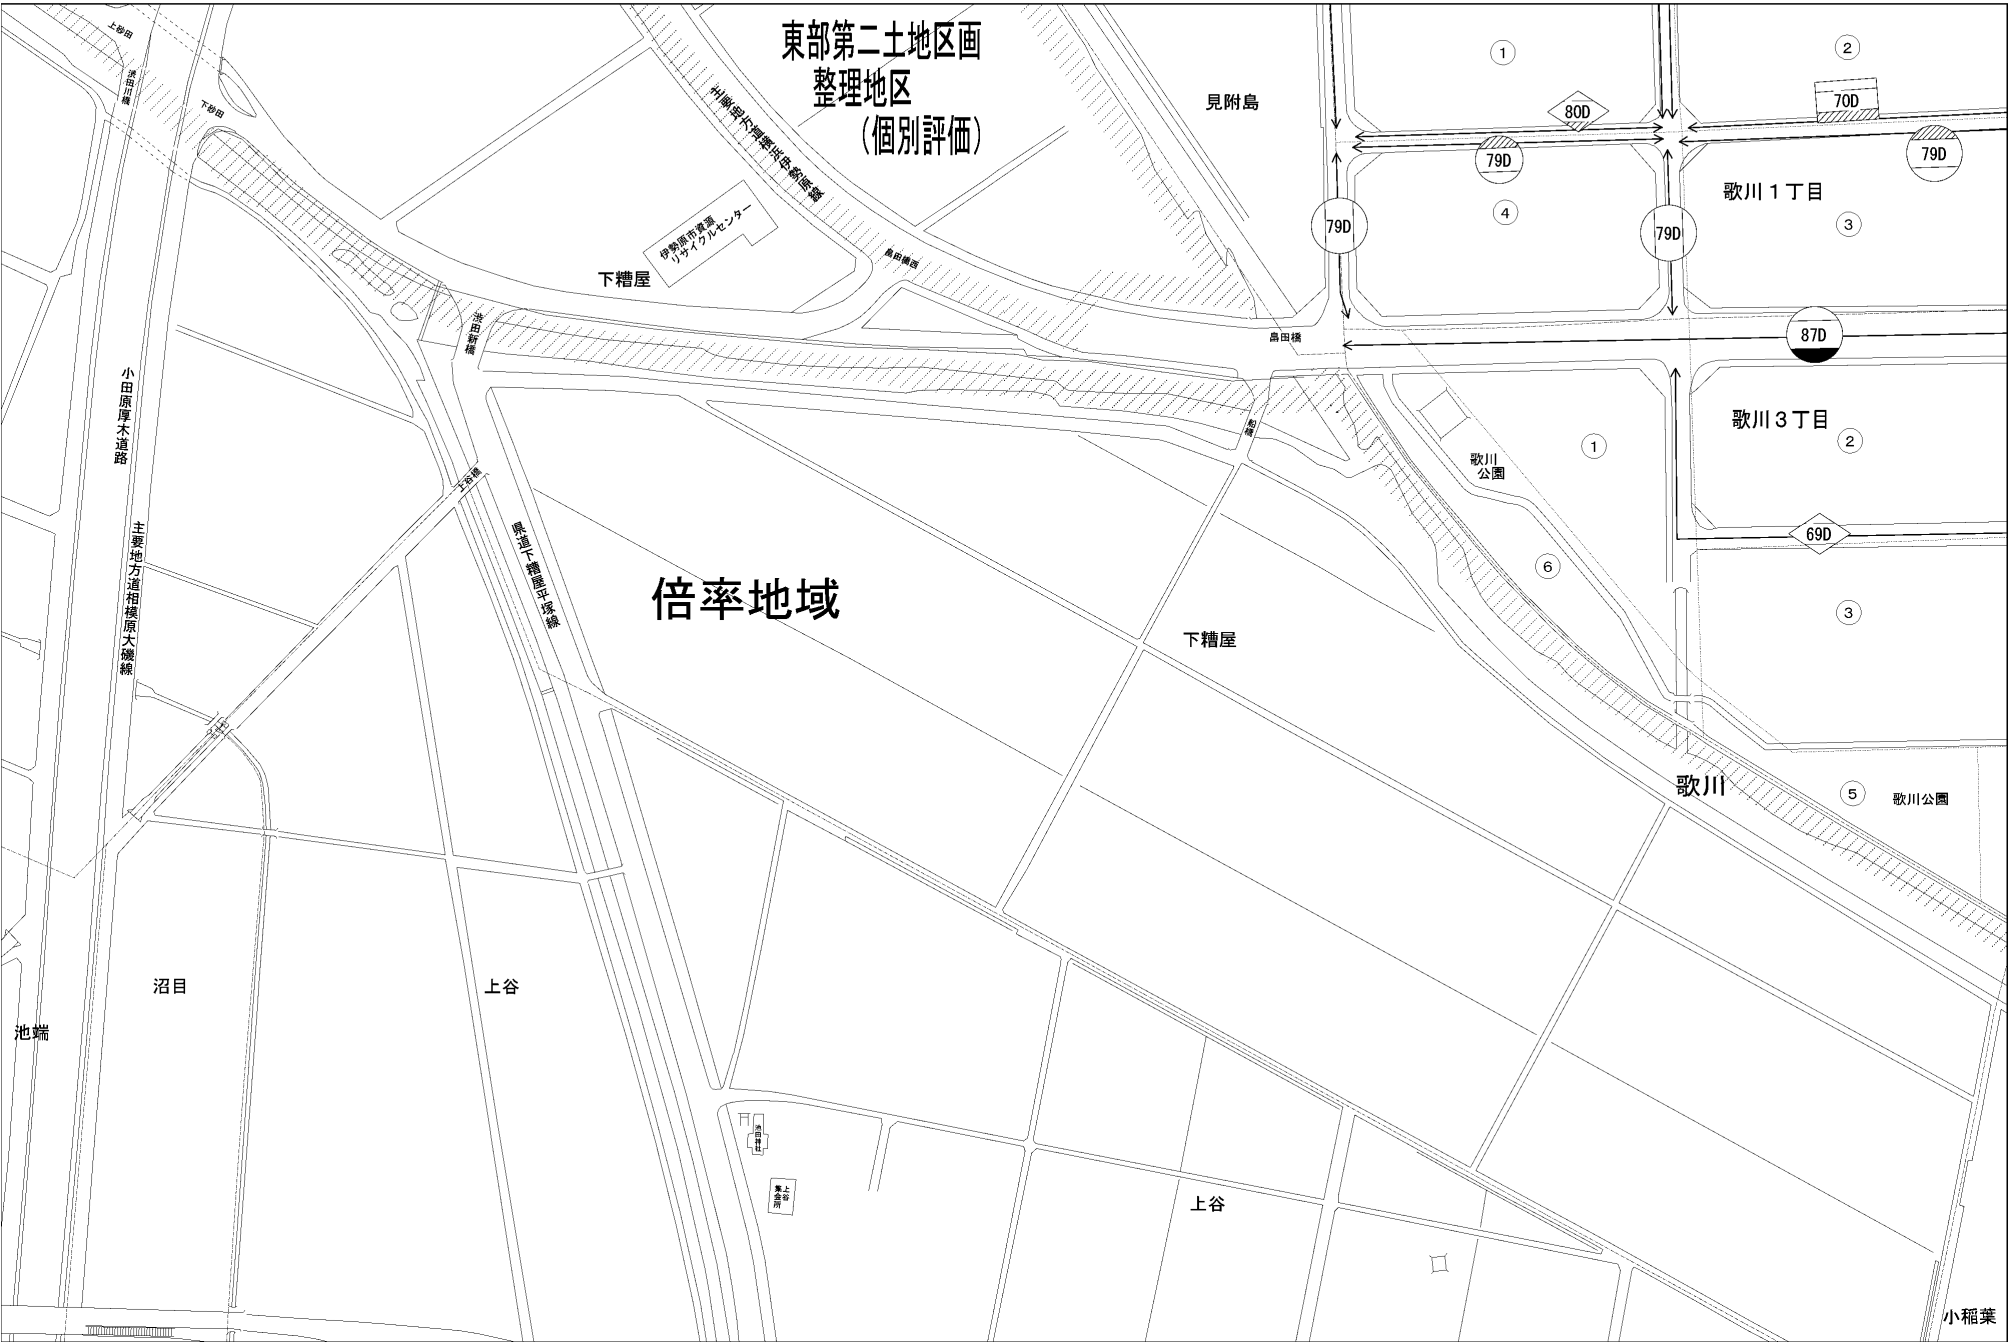 上砂田
渋田川橋
下砂田
東部第二土地区画
整理地区
（個別評価）
主要地方道横浜伊勢原線
見附島
①
②
80D
70D
79D
79D
歌川１丁目
④
③
79D
79D
伊勢原市資源
リサイクルセンター
下糟屋
畠田橋西
渋田新橋
畠田橋
87D
小田原厚木道路
歌川３丁目
①
②
船橋
歌川
公園
上谷橋
主要地方道相模原大磯線
県道下糟屋平塚線
69D
倍率地域
⑥
③
下糟屋
歌川
⑤
歌川公園
沼目
上谷
池端
渋田神社
上谷
集会所
上谷
小稲葉